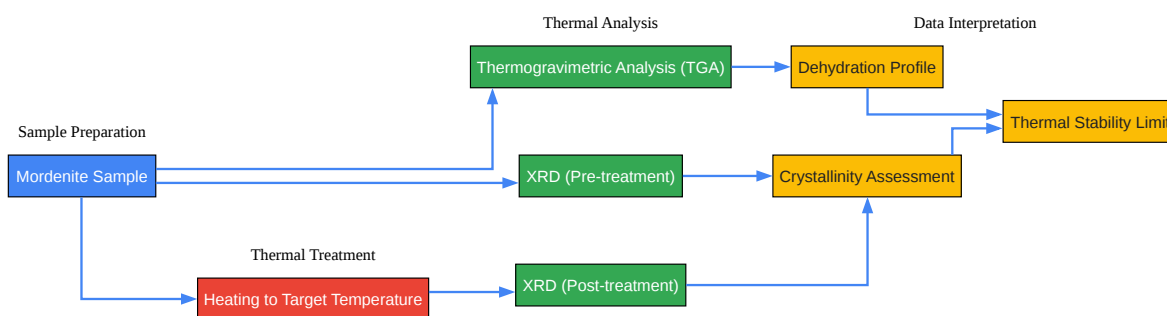 Thermal Analysis
Data Interpretation
Thermogravimetric Analysis (TGA)
Dehydration Profile
Thermal Stability Limit
Sample Preparation
Mordenite Sample
XRD (Pre-treatment)
Crystallinity Assessment
Thermal Treatment
Heating to Target Temperature
XRD (Post-treatment)